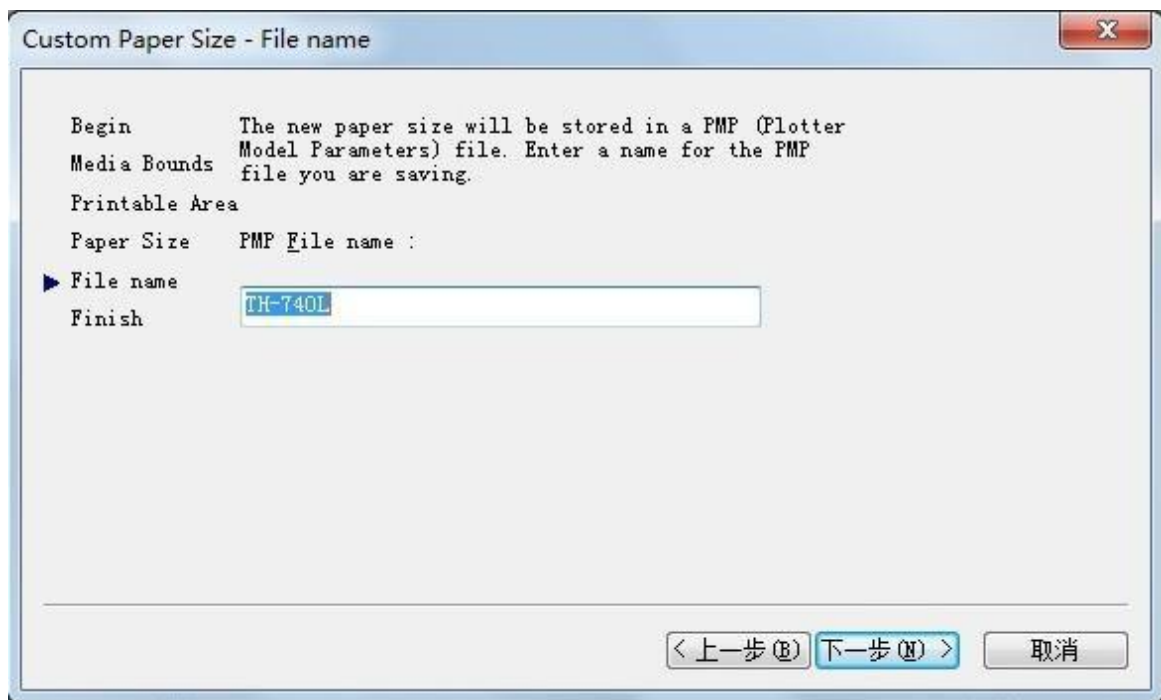 Custom Paper Size - File name
Begin
Media Bounds
Printable Area
Paper Size
File name
Finish
The new paper size will be stored in a PMP (Plotter
Model Parameters) file. Enter a name for the PMP
file you are saving.
PMP File name :
TH-740L
< 上一步(B)
下一步(N) >
取消